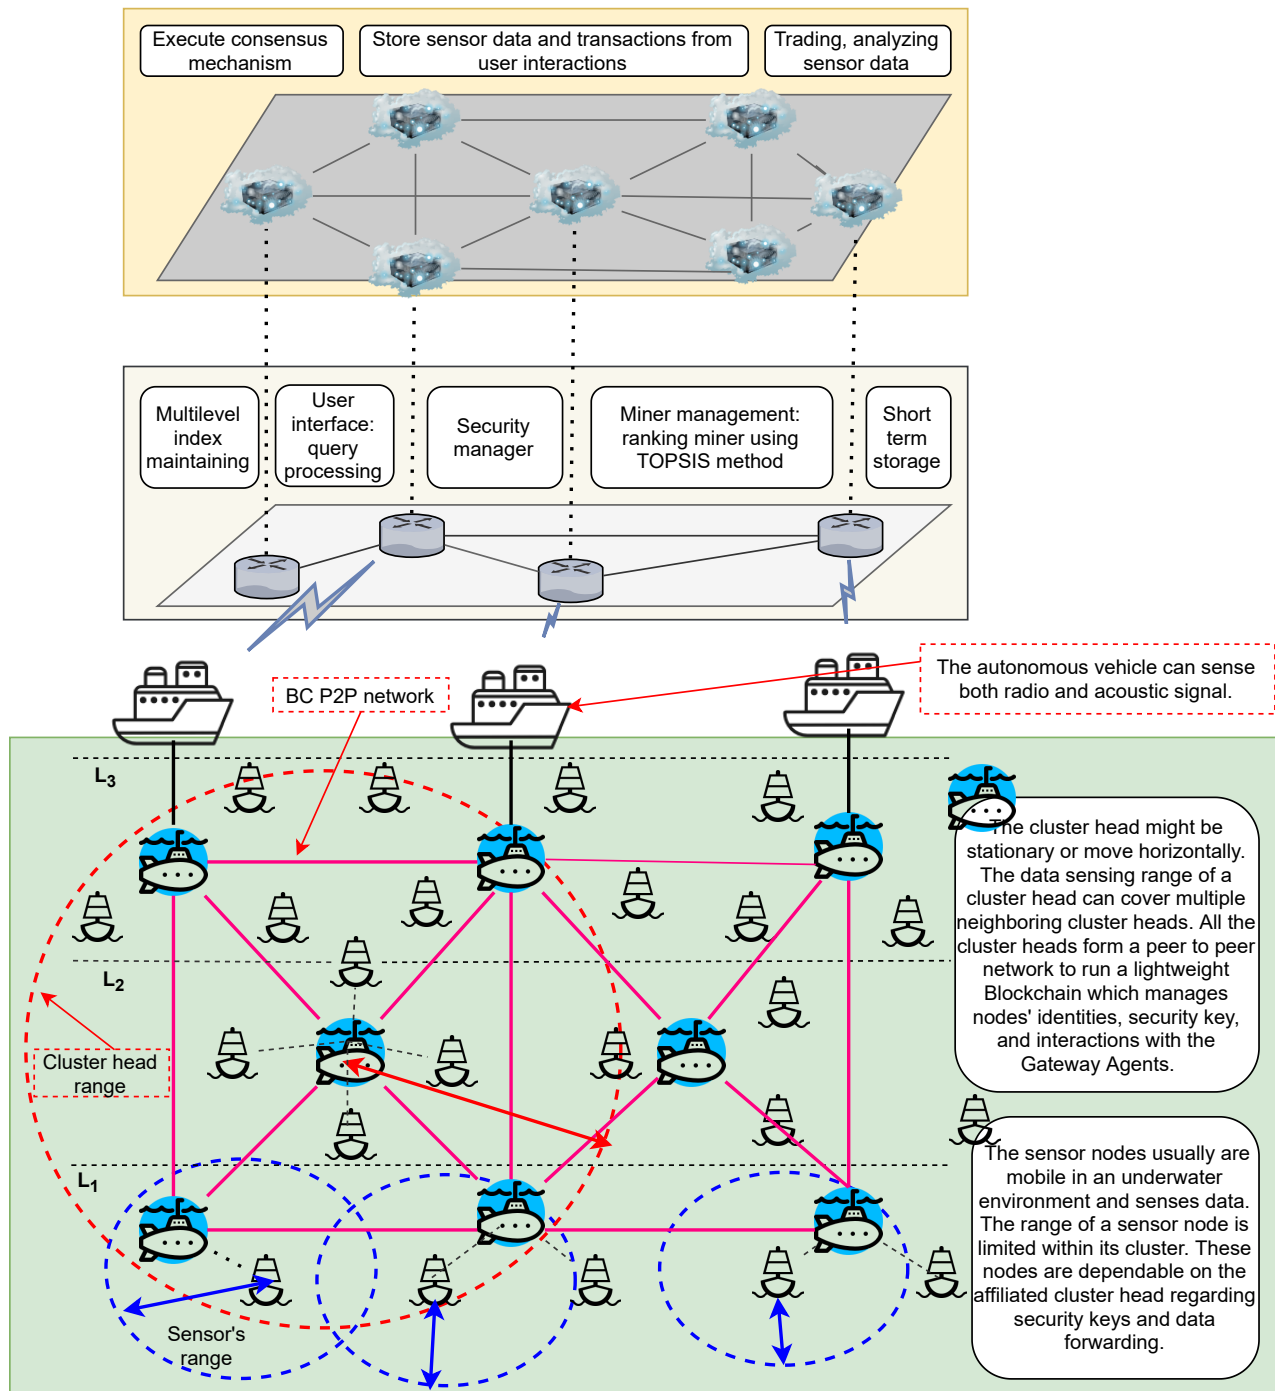 Execute consensus
mechanism
Store sensor data and transactions from
user interactions
Trading, analyzing
sensor data
Multilevel
index
maintaining
User
interface:
query
processing
Security
manager
Miner management:
ranking miner using
TOPSIS method
Short
term
storage
BC P2P network
The autonomous vehicle can sense
both radio and acoustic signal.
L3
L2
Cluster head
range
L1
Sensor's
range
The cluster head might be
stationary or move horizontally.
The data sensing range of a
cluster head can cover multiple
neighboring cluster heads. All the
cluster heads form a peer to peer
network to run a lightweight
Blockchain which manages
nodes' identities, security key,
and interactions with the
Gateway Agents.
The sensor nodes usually are
mobile in an underwater
environment and senses data.
The range of a sensor node is
limited within its cluster. These
nodes are dependable on the
affiliated cluster head regarding
security keys and data
forwarding.